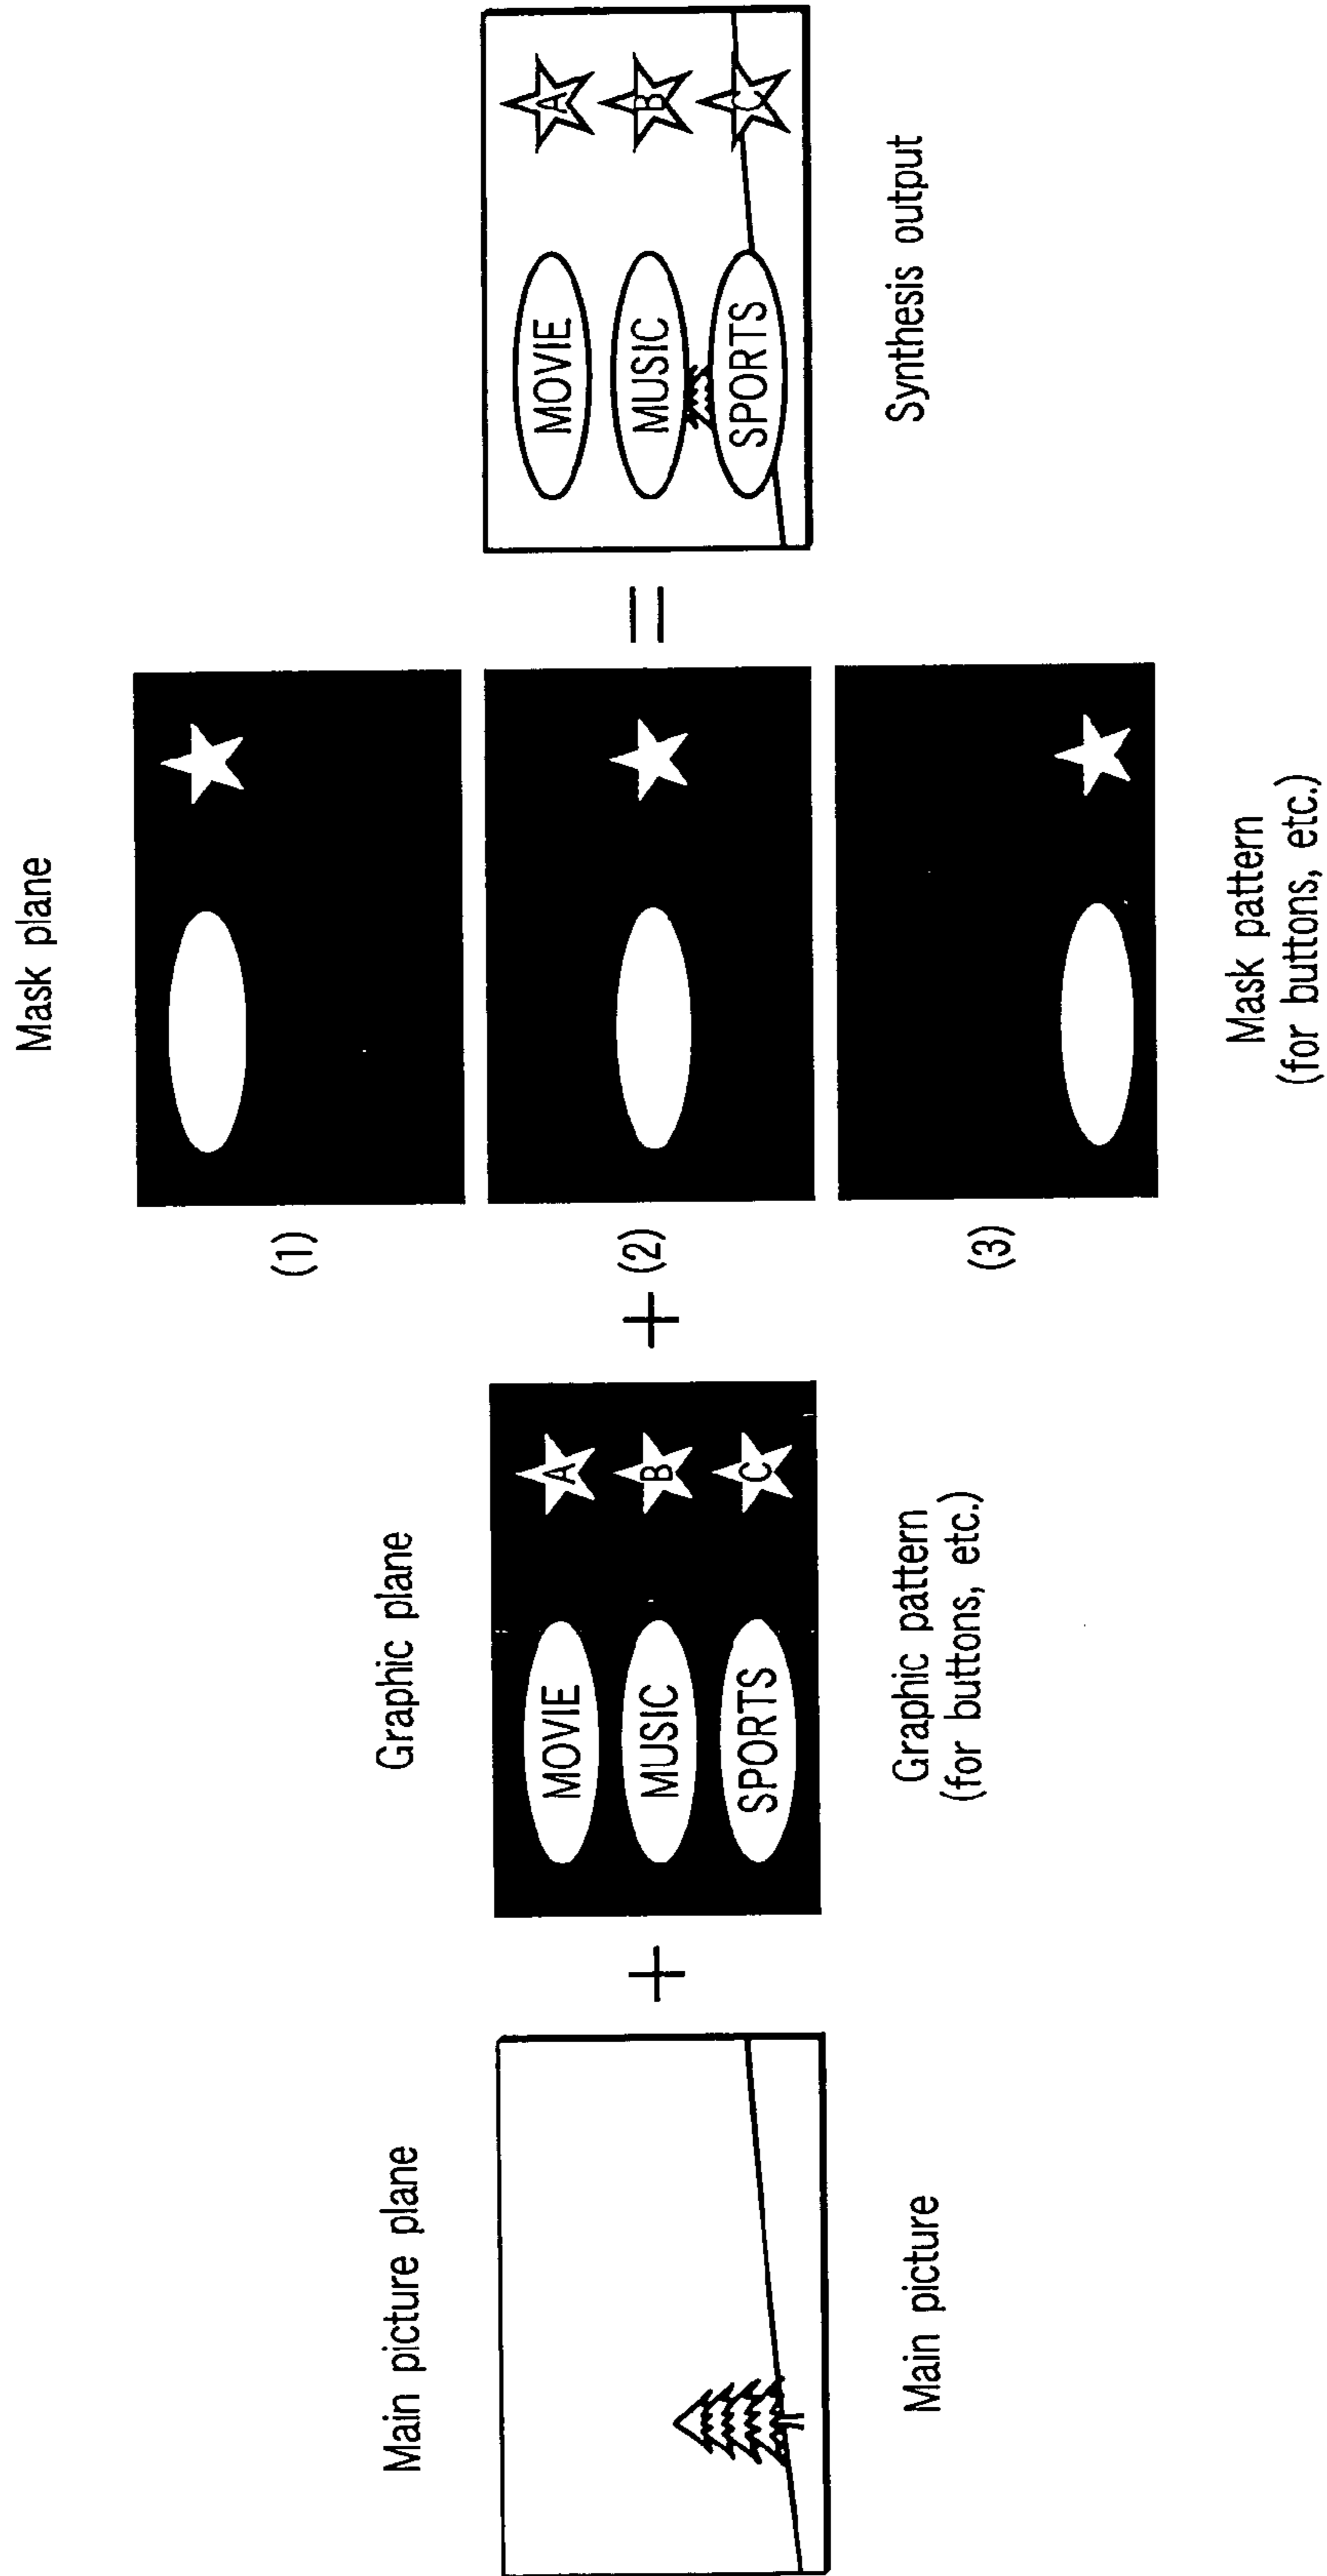 Main picture plane
Main picture
+
Graphic plane
MOVIE
A
MUSIC
B
SPORTS
C
Graphic pattern
(for buttons, etc.)
+
Mask plane
(1)
(2)
(3)
Mask pattern
(for buttons, etc.)
=
MOVIE
A
MUSIC
B
SPORTS
C
Synthesis output